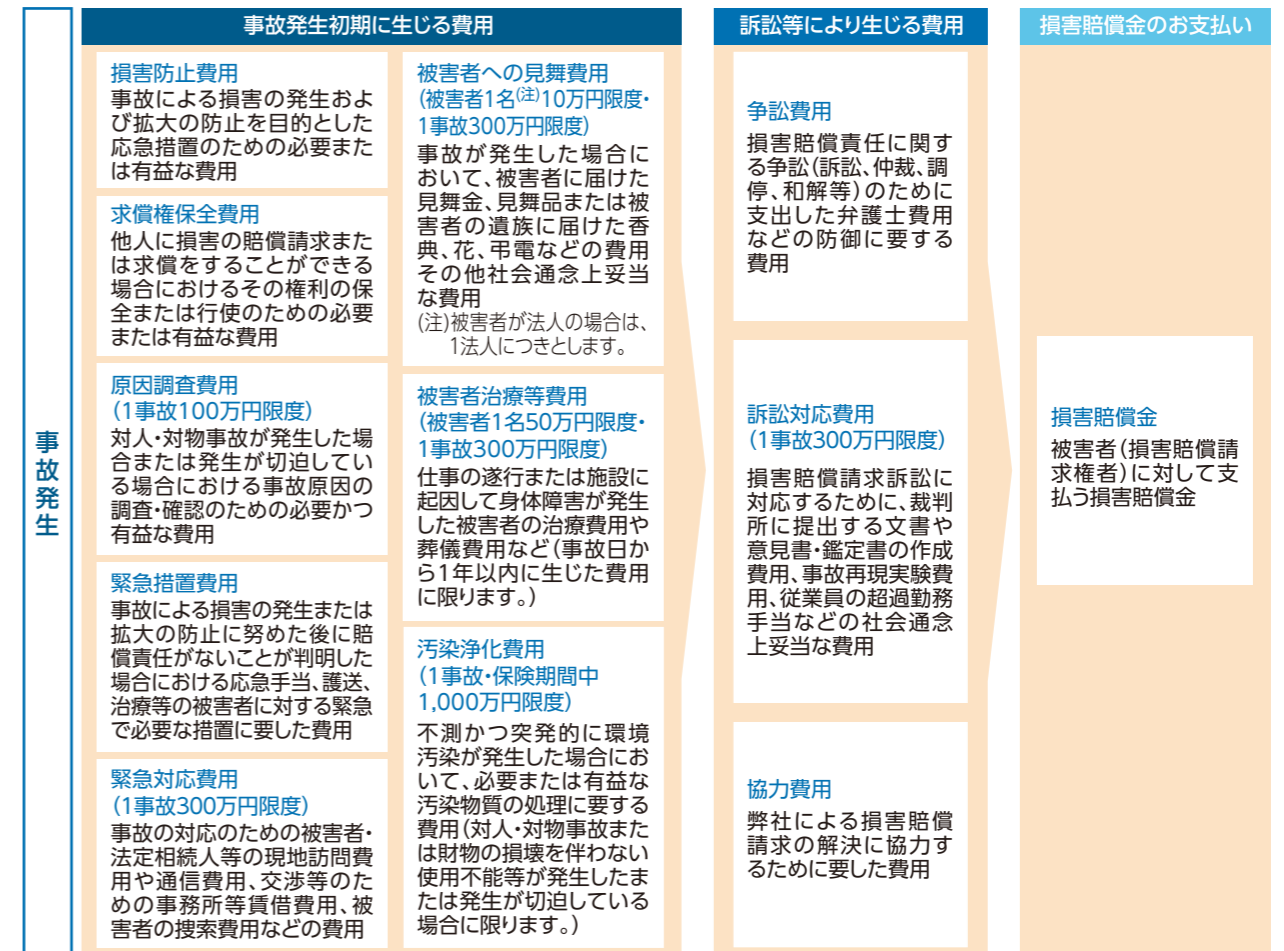 事故発生
事故発生初期に生じる費用
損害防止費用
事故による損害の発生およ
び拡大の防止を目的とした
応急措置のための必要また
は有益な費用
求償権保全費用
他人に損害の賠償請求また
は求償をすることができる
場合におけるその権利の保
全または行使のための必要
または有益な費用
原因調査費用
(1事故100万円限度)
対人・対物事故が発生した場
合または発生が切迫してい
る場合における事故原因の
調査・確認のための必要かつ
有益な費用
緊急措置費用
事故による損害の発生または
拡大の防止に努めた後に賠
償責任がないことが判明した
場合における応急手当、護送、
治療等の被害者に対する緊急
で必要な措置に要した費用
緊急対応費用
(1事故300万円限度)
事故の対応のための被害者・
法定相続人等の現地訪問費
用や通信費用、交渉等のた
めの事務所等賃借費用、被
害者の捜索費用などの費用
被害者への見舞費用
(被害者1名(注)10万円限度・
1事故300万円限度)
事故が発生した場合に
おいて、被害者に届けた
見舞金、見舞品または被
害者の遺族に届けた香
典、花、弔電などの費用
その他社会通念上妥当
な費用
(注)被害者が法人の場合は、
1法人につきとします。
被害者治療等費用
(被害者1名50万円限度・
1事故300万円限度)
仕事の遂行または施設に
起因して身体障害が発生
した被害者の治療費用や
葬儀費用など(事故日か
ら1年以内に生じた費用
に限ります。)
汚染浄化費用
(1事故・保険期間中
1,000万円限度)
不測かつ突発的に環境
汚染が発生した場合にお
いて、必要または有益な
汚染物質の処理に要する
費用(対人・対物事故また
は財物の損壊を伴わない
使用不能等が発生したま
たは発生が切迫している
場合に限ります。)
訴訟等により生じる費用
争訟費用
損害賠償責任に関す
る争訟(訴訟、仲裁、調
停、和解等)のために
支出した弁護士費用
などの防御に要する
費用
訴訟対応費用
(1事故300万円限度)
損害賠償請求訴訟に
対応するために、裁判
所に提出する文書や
意見書・鑑定書の作成
費用、事故再現実験費
用、従業員の超過勤務
手当などの社会通念
上妥当な費用
協力費用
弊社による損害賠償
請求の解決に協力す
るために要した費用
損害賠償金のお支払い
損害賠償金
被害者(損害賠償請
求権者)に対して支
払う損害賠償金